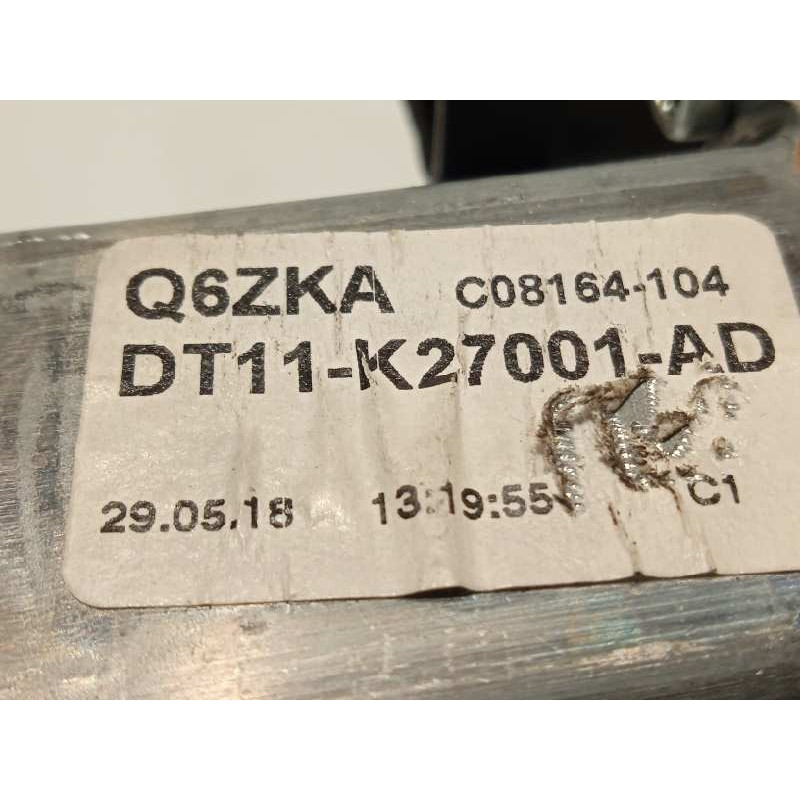 Q6ZKA C08164-104
DT11-K27001-AD
29.05.18 13:19:55 C1